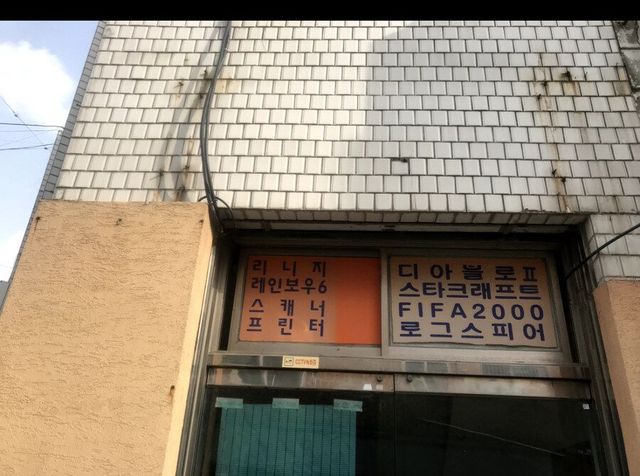 리니지
레인보우6
스캐너
프린터
디아블로Ⅱ
스타크래프트
FIFA2000
로그스피어